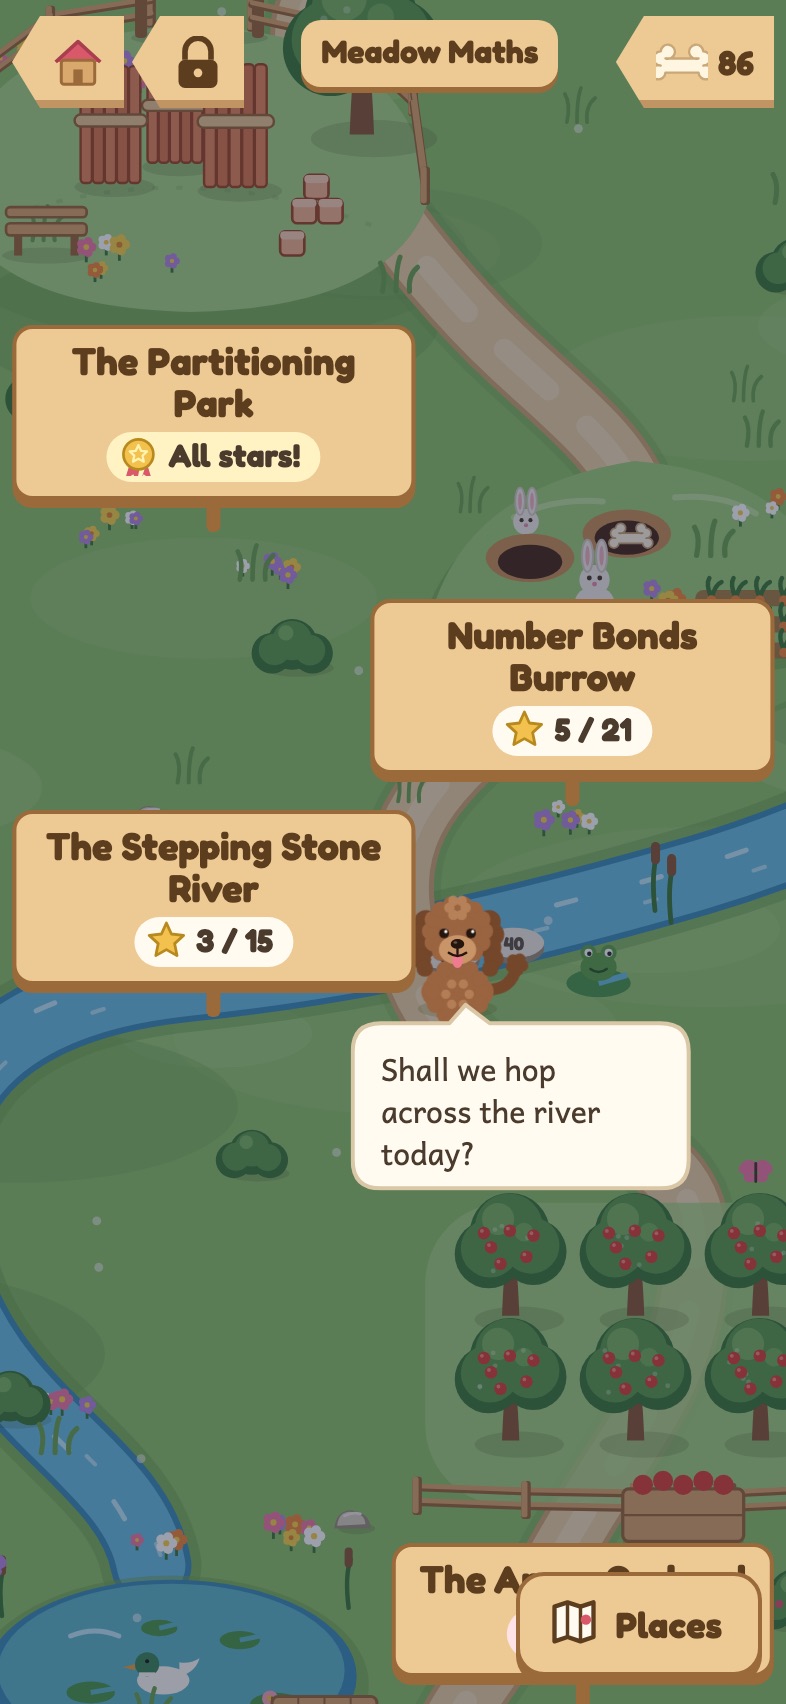 Meadow Maths
86
The Partitioning
Park
All stars!
Number Bonds
Burrow
5 / 21
The Stepping Stone
River
3 / 15
40
Shall we hop
across the river
today?
The
Places